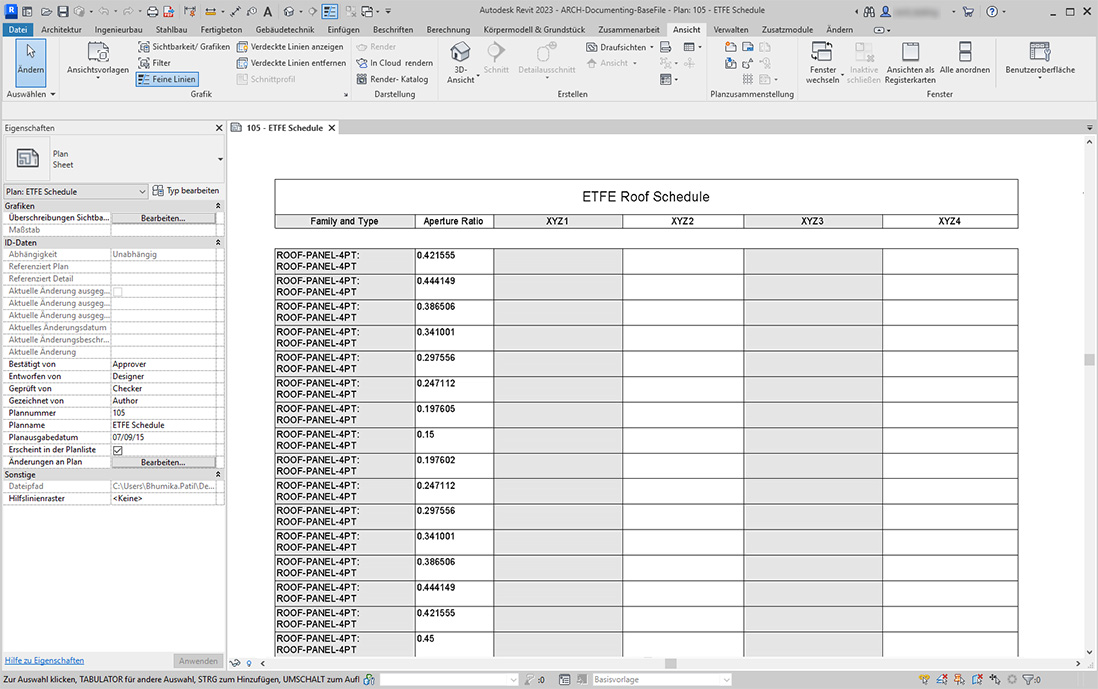 Autodesk Revit 2023 - ARCH-Documenting-BaseFile - Plan: 105 - ETFE Schedule
Datei Architektur Ingenieurbau Stahlbau Fertigbeton Gebäudetechnik Einfügen Beschriften Berechnung Körpermodell & Grundstück Zusammenarbeit Ansicht Verwalten Zusatzmodule Ändern
Ändern
Auswählen
Ansichtsvorlagen
Sichtbarkeit/ Grafiken
Filter
Feine Linien
Verdeckte Linien anzeigen
Verdeckte Linien entfernen
Schnittprofil
Grafik
Render
In Cloud rendern
Render- Katalog
Darstellung
3D-
Ansicht
Schnitt
Detailausschnitt
Draufsichten
Ansicht
Erstellen
Planzusammenstellung
Fenster
wechseln
Inaktive
schließen
Ansichten als
Registerkarten
Alle anordnen
Fenster
Benutzeroberfläche
Eigenschaften
Plan
Sheet
Plan: ETFE Schedule
Typ bearbeiten
Grafiken
Überschreibungen Sichtba... Bearbeiten...
Maßstab
ID-Daten
Abhängigkeit Unabhängig
Referenziert Plan
Referenziert Detail
Aktuelle Änderung ausgeg...
Aktuelle Änderung ausgeg...
Aktuelle Änderung ausgeg...
Aktuelles Änderungsdatum
Aktuelle Änderungsbeschr...
Aktuelle Änderung
Bestätigt von Approver
Entworfen von Designer
Geprüft von Checker
Gezeichnet von Author
Plannummer 105
Planname ETFE Schedule
Planausgabedatum 07/09/15
Erscheint in der Planliste
Änderungen an Plan Bearbeiten...
Sonstige
Dateipfad C:\Users\Bhumika.Patil\De...
Hilfslinienraster <Keine>
Hilfe zu Eigenschaften
Anwenden
105 - ETFE Schedule
ETFE Roof Schedule
Family and Type Aperture Ratio XYZ1 XYZ2 XYZ3 XYZ4
ROOF-PANEL-4PT: 0.421555
ROOF-PANEL-4PT
ROOF-PANEL-4PT: 0.444149
ROOF-PANEL-4PT
ROOF-PANEL-4PT: 0.386506
ROOF-PANEL-4PT
ROOF-PANEL-4PT: 0.341001
ROOF-PANEL-4PT
ROOF-PANEL-4PT: 0.297556
ROOF-PANEL-4PT
ROOF-PANEL-4PT: 0.247112
ROOF-PANEL-4PT
ROOF-PANEL-4PT: 0.197605
ROOF-PANEL-4PT
ROOF-PANEL-4PT: 0.15
ROOF-PANEL-4PT
ROOF-PANEL-4PT: 0.197602
ROOF-PANEL-4PT
ROOF-PANEL-4PT: 0.247112
ROOF-PANEL-4PT
ROOF-PANEL-4PT: 0.297556
ROOF-PANEL-4PT
ROOF-PANEL-4PT: 0.341001
ROOF-PANEL-4PT
ROOF-PANEL-4PT: 0.386506
ROOF-PANEL-4PT
ROOF-PANEL-4PT: 0.444149
ROOF-PANEL-4PT
ROOF-PANEL-4PT: 0.421555
ROOF-PANEL-4PT
ROOF-PANEL-4PT: 0.45
ROOF-PANEL-4PT
Zur Auswahl klicken, TABULATOR für andere Auswahl, STRG zum Hinzufügen, UMSCHALT zum Aufl :0 Basisvorlage :0